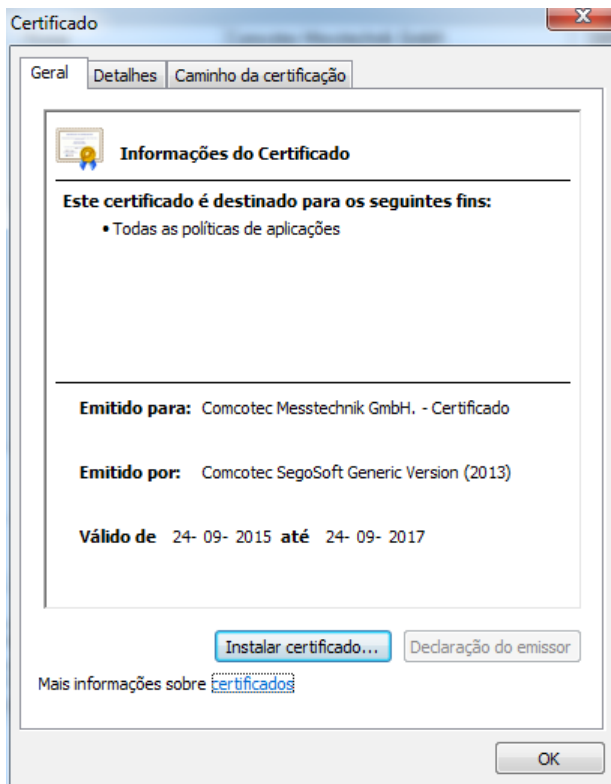 Certificado
Geral
Detalhes
Caminho da certificação
Informações do Certificado
Este certificado é destinado para os seguintes fins:
• Todas as políticas de aplicações
Emitido para: Comcotec Messtechnik GmbH. - Certificado
Emitido por: Comcotec SegoSoft Generic Version (2013)
Válido de 24- 09- 2015 até 24- 09- 2017
Instalar certificado...
Declaração do emissor
Mais informações sobre certificados
OK